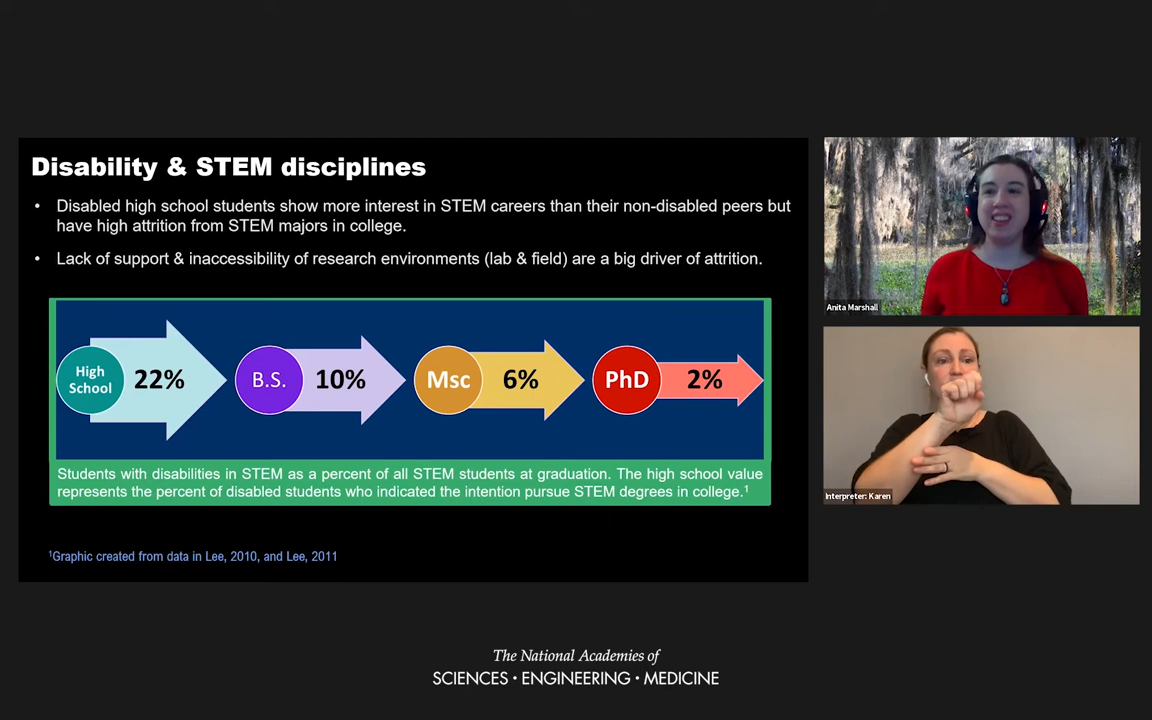 Disability & STEM disciplines
• Disabled high school students show more interest in STEM careers than their non-disabled peers but
have high attrition from STEM majors in college.
• Lack of support & inaccessibility of research environments (lab & field) are a big driver of attrition.
High
School
22%
B.S.
10%
Msc
6%
PhD
2%
Students with disabilities in STEM as a percent of all STEM students at graduation. The high school value
represents the percent of disabled students who indicated the intention pursue STEM degrees in college.¹
¹Graphic created from data in Lee, 2010, and Lee, 2011
Anita Marshall
Interpreter: Karen
The National Academies of
SCIENCES · ENGINEERING · MEDICINE